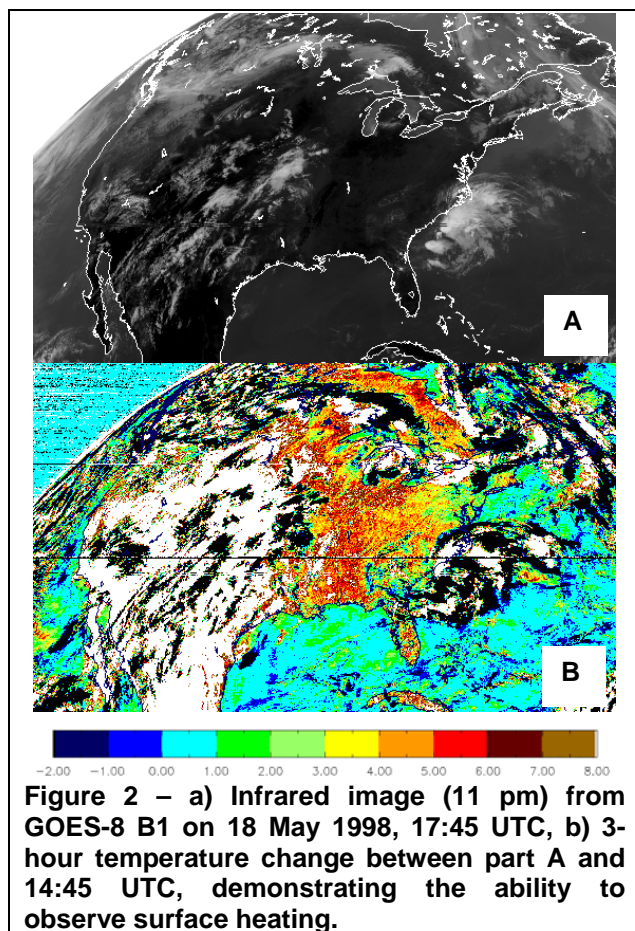 A
B
−2.00 −1.00 0.00 1.00 2.00 3.00 4.00 5.00 6.00 7.00 8.00
Figure 2 – a) Infrared image (11 pm) from
GOES-8 B1 on 18 May 1998, 17:45 UTC, b) 3-
hour temperature change between part A and
14:45 UTC, demonstrating the ability to
observe surface heating.